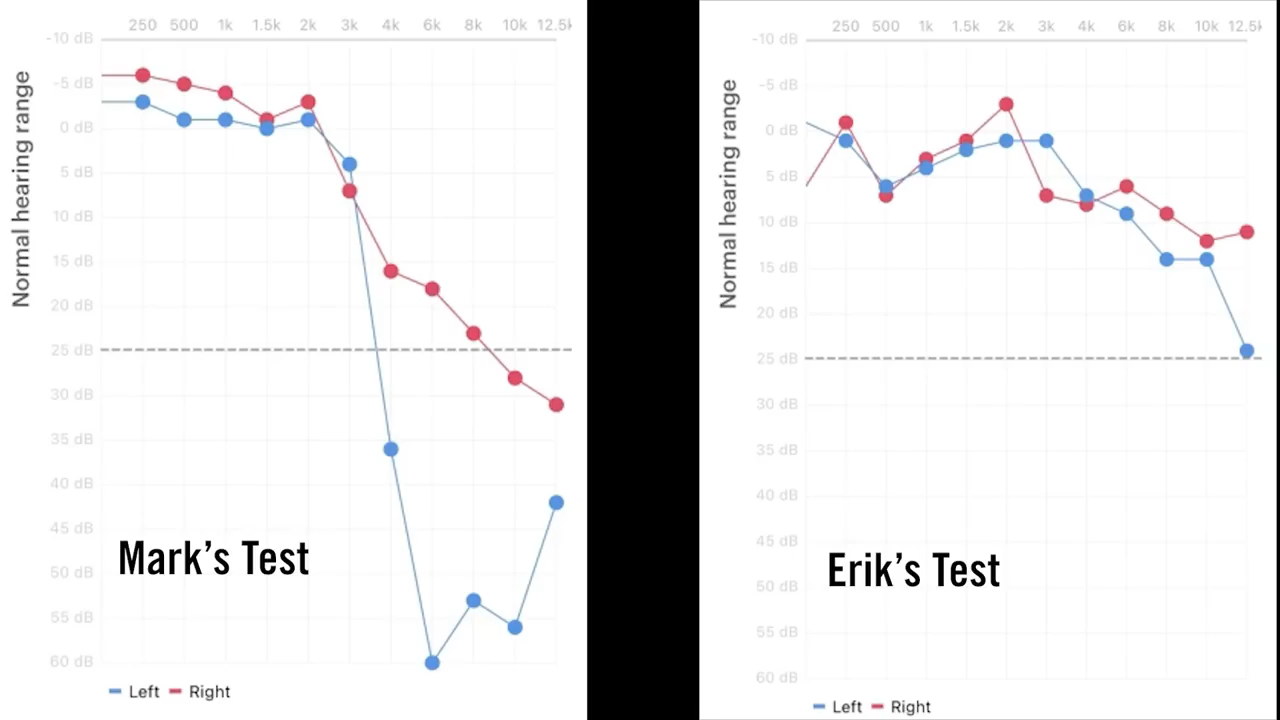 250 500 1k 1.5k 2k 3k 4k 6k 8k 10k 12.5k
-10 dB
-5 dB
0 dB
5 dB
10 dB
15 dB
20 dB
25 dB
30 dB
35 dB
40 dB
45 dB
50 dB
55 dB
60 dB
Normal hearing range
Mark's Test
Left Right
250 500 1k 1.5k 2k 3k 4k 6k 8k 10k 12.5k
-10 dB
-5 dB
0 dB
5 dB
10 dB
15 dB
20 dB
25 dB
30 dB
35 dB
40 dB
45 dB
50 dB
55 dB
60 dB
Normal hearing range
Erik's Test
Left Right